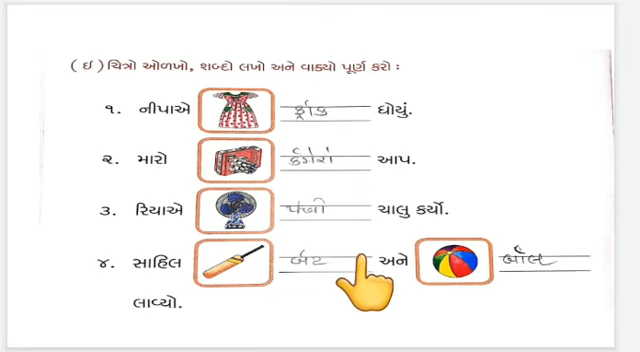 (ઇ) ચિત્રો ઓળખો, શબ્દો લખો અને વાક્યો પૂર્ણ કરો :
૧. નીપાએ ફ્રોક ધોયું.
૨. મારો કેમેરો આપ.
૩. રિયાએ પંખો ચાલુ કર્યો.
૪. સાહિલ બેટ અને બૉલ
લાવ્યો.